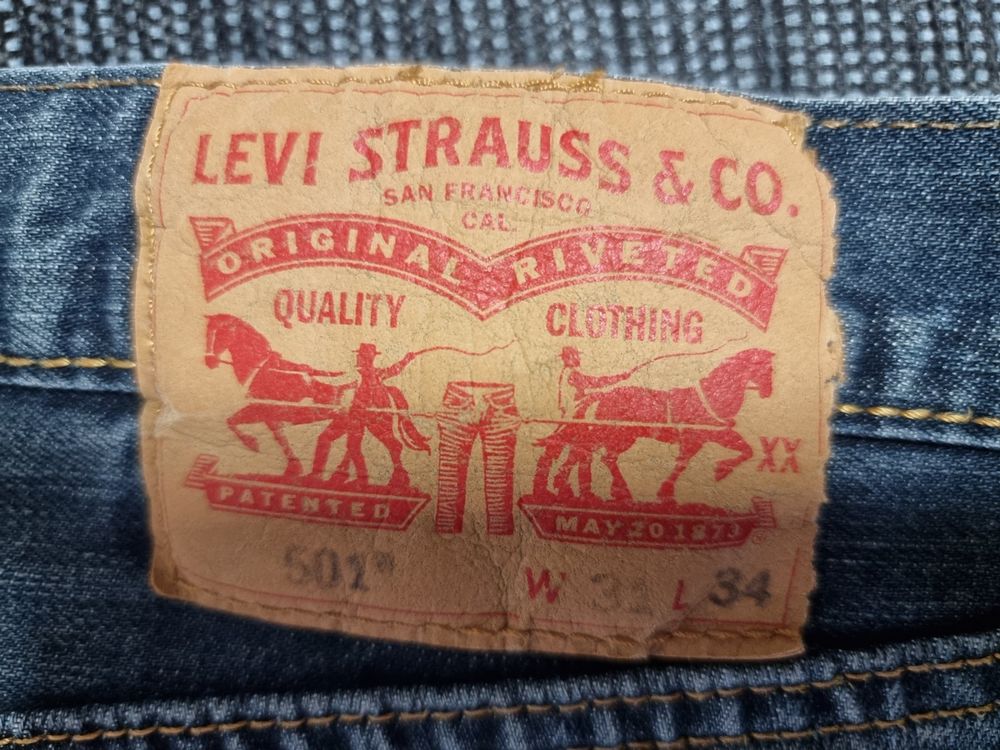 LEVI STRAUSS & CO.
SAN FRANCISCO
CAL.
ORIGINAL RIVETED
QUALITY CLOTHING
XX
PATENTED MAY 20 1873
501® W 31 L 34